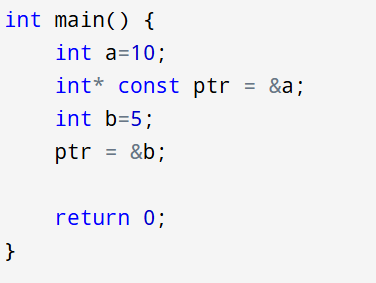 int main() {
    int a=10;
    int* const ptr = &a;
    int b=5;
    ptr = &b;

    return 0;
}